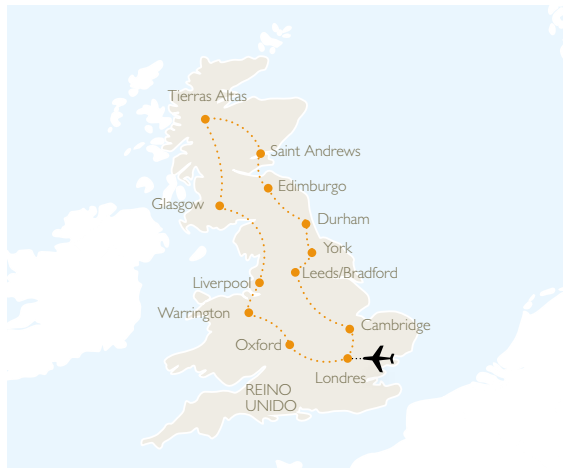 Tierras Altas
Saint Andrews
Edimburgo
Glasgow
Durham
York
Leeds/Bradford
Liverpool
Warrington
Cambridge
Oxford
Londres
REINO
UNIDO